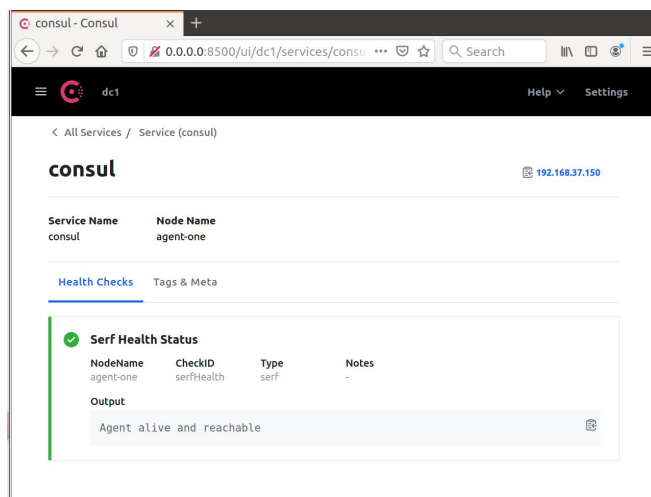 consul - Consul
0.0.0.0:8500/ui/dc1/services/consu
Search
dc1
Help
Settings
All Services / Service (consul)
consul
192.168.37.150
Service Name Node Name
consul agent-one
Health Checks Tags & Meta
Serf Health Status
NodeName CheckID Type Notes
agent-one serfHealth serf -
Output
Agent alive and reachable